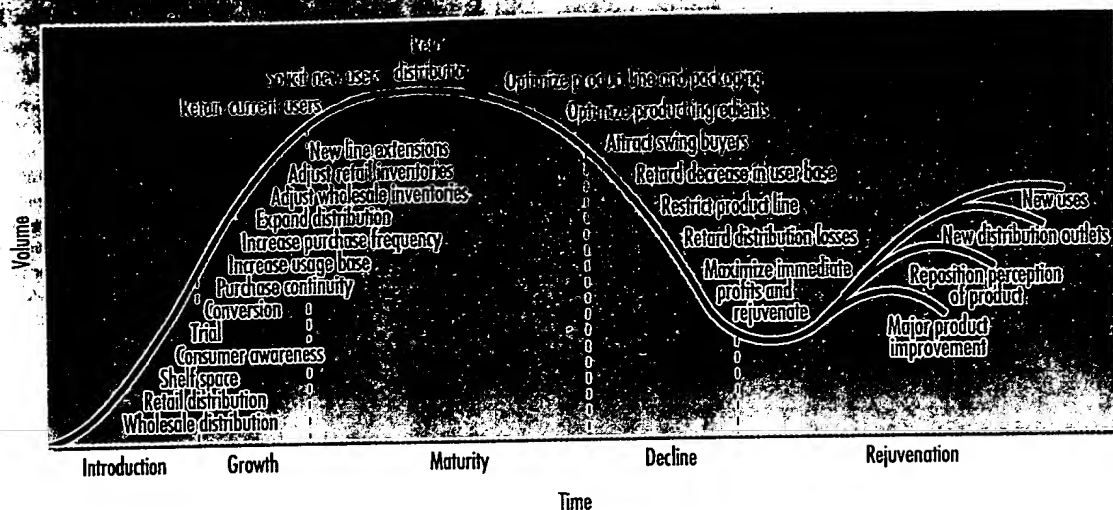 new users distribution
Optimize product line and packaging
Retain current users
Optimize product ingredients
Attract swing buyers
New line extensions
Adjust retail inventories
Adjust wholesale inventories
Expand distribution
Increase purchase frequency
Increase usage base
Purchase continuity
Conversion
Trial
Consumer awareness
Shelf space
Retail distribution
Wholesale distribution
Retard decrease in user base
Restrict product line
Retard distribution losses
Maximize immediate
profits and
rejuvenate
New uses
New distribution outlets
Reposition perception
of product
Major product
improvement
Volume
Introduction
Growth
Maturity
Decline
Rejuvenation
Time